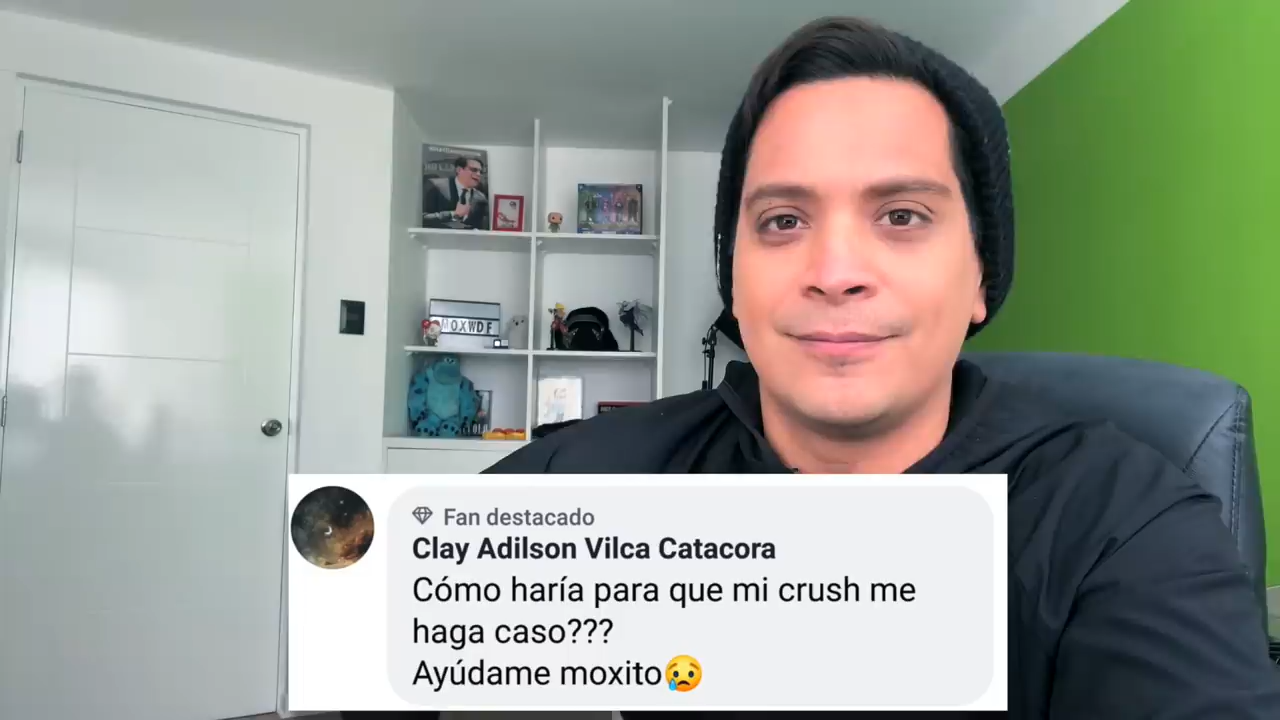 MOXWDF
Fan destacado
Clay Adilson Vilca Catacora
Cómo haría para que mi crush me
haga caso???
Ayúdame moxito😢